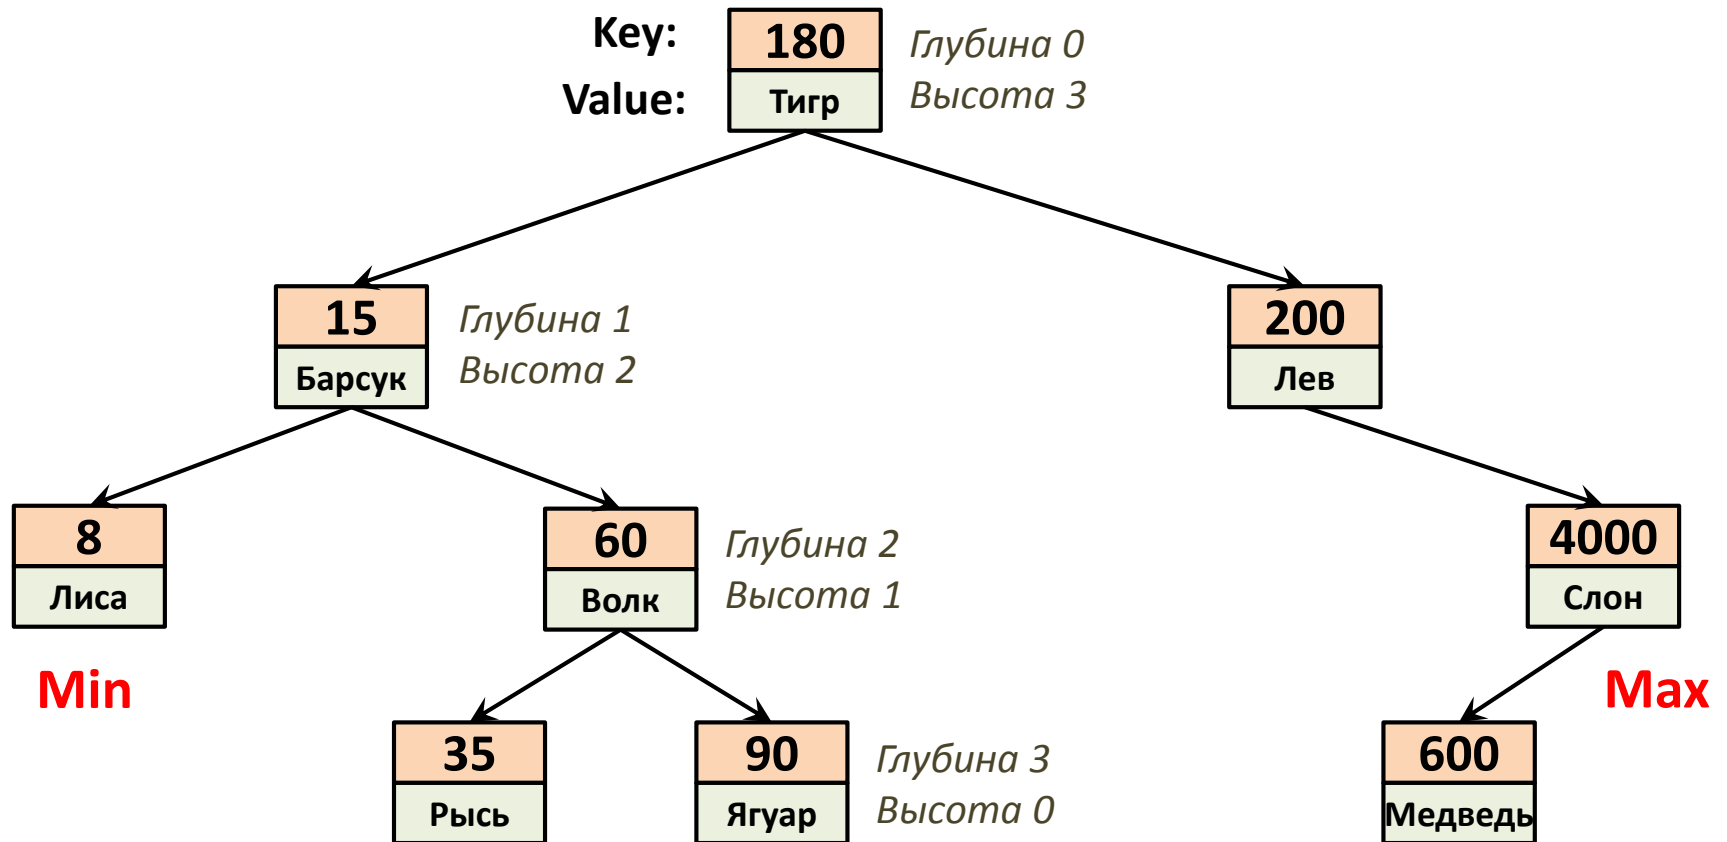 Key:
180
Глубина 0
Value:
Тигр
Высота 3
15
Глубина 1
Барсук
Высота 2
200
Лев
8
Лиса
60
Глубина 2
Волк
Высота 1
4000
Слон
Min
Max
35
Рысь
90
Глубина 3
Ягуар
Высота 0
600
Медведь